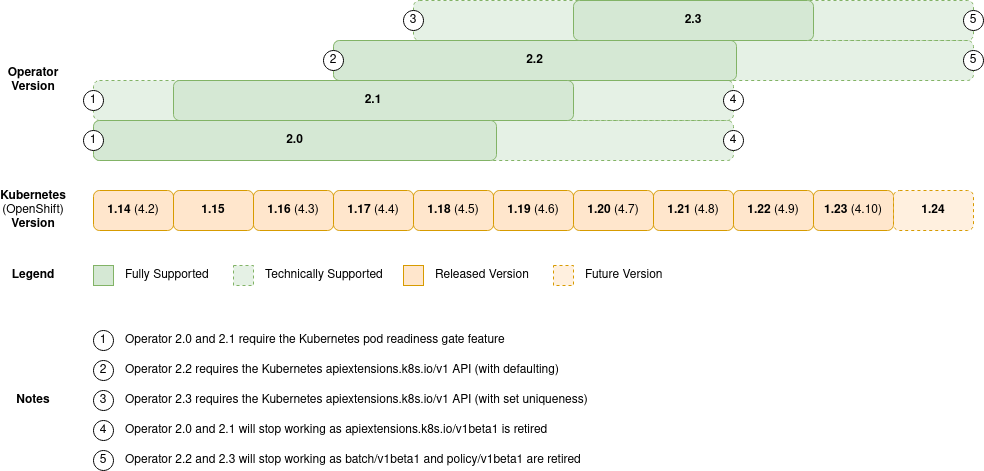 3
2.3
5
2
2.2
5
Operator
Version
1
2.1
4
1
2.0
4
Kubernetes
(OpenShift)
Version
1.14 (4.2)
1.15
1.16 (4.3)
1.17 (4.4)
1.18 (4.5)
1.19 (4.6)
1.20 (4.7)
1.21 (4.8)
1.22 (4.9)
1.23 (4.10)
1.24
Legend
Fully Supported
Technically Supported
Released Version
Future Version
Notes
1 Operator 2.0 and 2.1 require the Kubernetes pod readiness gate feature
2 Operator 2.2 requires the Kubernetes apiextensions.k8s.io/v1 API (with defaulting)
3 Operator 2.3 requires the Kubernetes apiextensions.k8s.io/v1 API (with set uniqueness)
4 Operator 2.0 and 2.1 will stop working as apiextensions.k8s.io/v1beta1 is retired
5 Operator 2.2 and 2.3 will stop working as batch/v1beta1 and policy/v1beta1 are retired